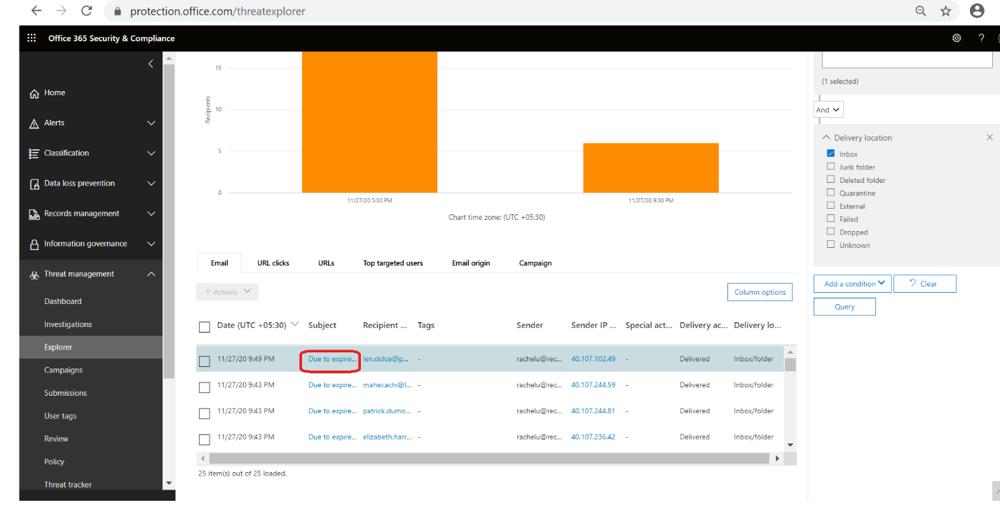 protection.office.com/threatexplorer
Office 365 Security & Compliance
?
Home
Alerts
Classification
Data loss prevention
Records management
Information governance
Threat management
Dashboard
Investigations
Explorer
Campaigns
Submissions
User tags
Review
Policy
Threat tracker
15
10
5
0
Recipients
11/27/20 5:30 PM 11/27/20 9:30 PM
Chart time zone: (UTC +05:30)
Email URL clicks URLs Top targeted users Email origin Campaign
+ Actions
Column options
Date (UTC +05:30) Subject Recipient ... Tags Sender Sender IP ... Special act... Delivery ac... Delivery lo...
11/27/20 9:49 PM Due to expire... len.dolce@p... - rachelu@rec... 40.107.102.49 - Delivered Inbox/folder
11/27/20 9:43 PM Due to expire... maher.achi@l... - rachelu@rec... 40.107.244.59 - Delivered Inbox/folder
11/27/20 9:43 PM Due to expire... patrick.dumo... - rachelu@rec... 40.107.244.81 - Delivered Inbox/folder
11/27/20 9:43 PM Due to expire... elizabeth.harr... - rachelu@rec... 40.107.236.42 - Delivered Inbox/folder
25 item(s) out of 25 loaded.
(1 selected)
And
Delivery location
Inbox
Junk folder
Deleted folder
Quarantine
External
Failed
Dropped
Unknown
Add a condition Clear
Query